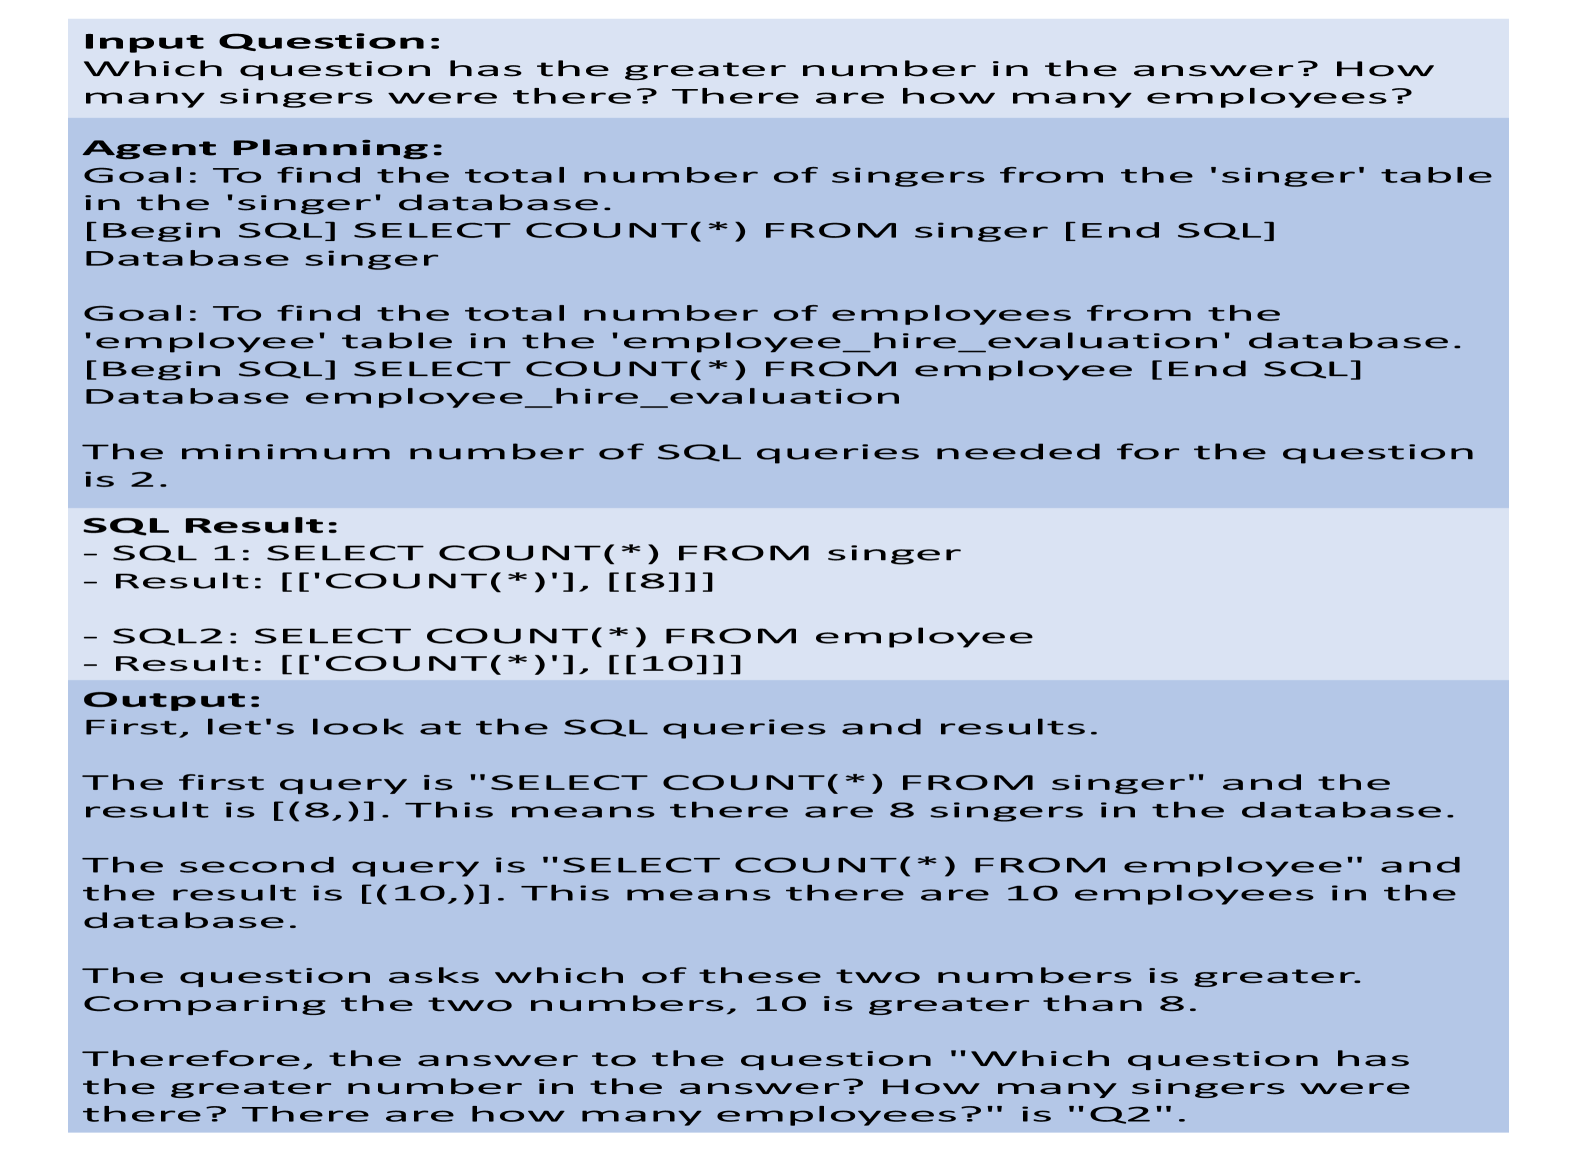 Input Question:
Which question has the greater number in the answer? How
many singers were there? There are how many employees?
Agent Planning:
Goal: To find the total number of singers from the 'singer' table
in the 'singer' database.
[Begin SQL] SELECT COUNT(*) FROM singer [End SQL]
Database singer
Goal: To find the total number of employees from the
'employee' table in the 'employee_hire_evaluation' database.
[Begin SQL] SELECT COUNT(*) FROM employee [End SQL]
Database employee_hire_evaluation
The minimum number of SQL queries needed for the question
is 2.
SQL Result:
- SQL 1: SELECT COUNT(*) FROM singer
- Result: [['COUNT(*)'], [[8]]]
- SQL2: SELECT COUNT(*) FROM employee
- Result: [['COUNT(*)'], [[10]]]
Output:
First, let's look at the SQL queries and results.
The first query is "SELECT COUNT(*) FROM singer" and the
result is [(8,)]. This means there are 8 singers in the database.
The second query is "SELECT COUNT(*) FROM employee" and
the result is [(10,)]. This means there are 10 employees in the
database.
The question asks which of these two numbers is greater.
Comparing the two numbers, 10 is greater than 8.
Therefore, the answer to the question "Which question has
the greater number in the answer? How many singers were
there? There are how many employees?" is "Q2".